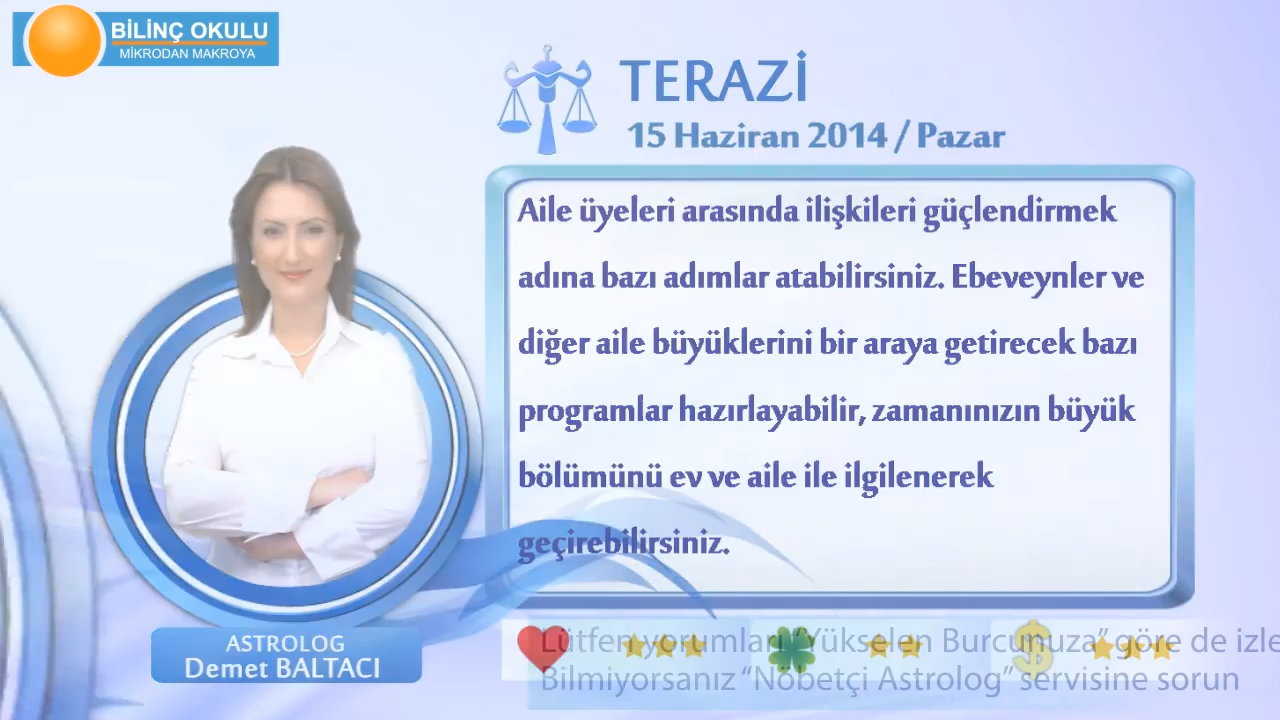 BİLİNÇ OKULU
MİKRODAN MAKROYA
TERAZİ
15 Haziran 2014 / Pazar
Aile üyeleri arasında ilişkileri güçlendirmek
adına bazı adımlar atabilirsiniz. Ebeveynler ve
diğer aile büyüklerini bir araya getirecek bazı
programlar hazırlayabilir, zamanınızın büyük
bölümünü ev ve aile ile ilgilenerek
geçirebilirsiniz.
ASTROLOG
Demet BALTACI
Lütfen yorumları "Yükselen Burcunuza" göre de izle
Bilmiyorsanız "Nöbetçi Astrolog" servisine sorun